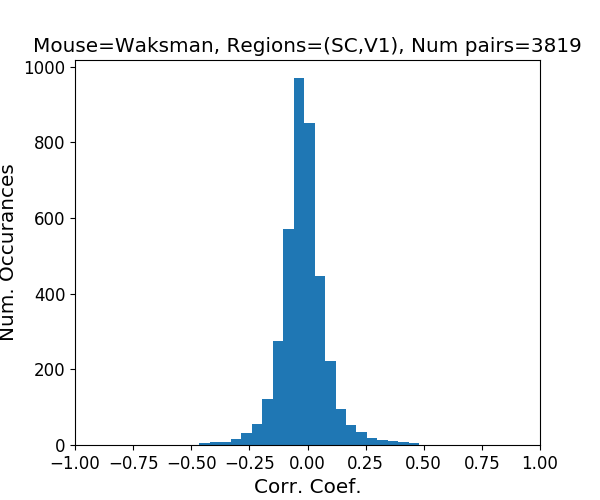 Mouse=Waksman, Regions=(SC,V1), Num pairs=3819
1000
800
600
400
200
0
Num. Occurances
−1.00 −0.75 −0.50 −0.25 0.00 0.25 0.50 0.75 1.00
Corr. Coef.